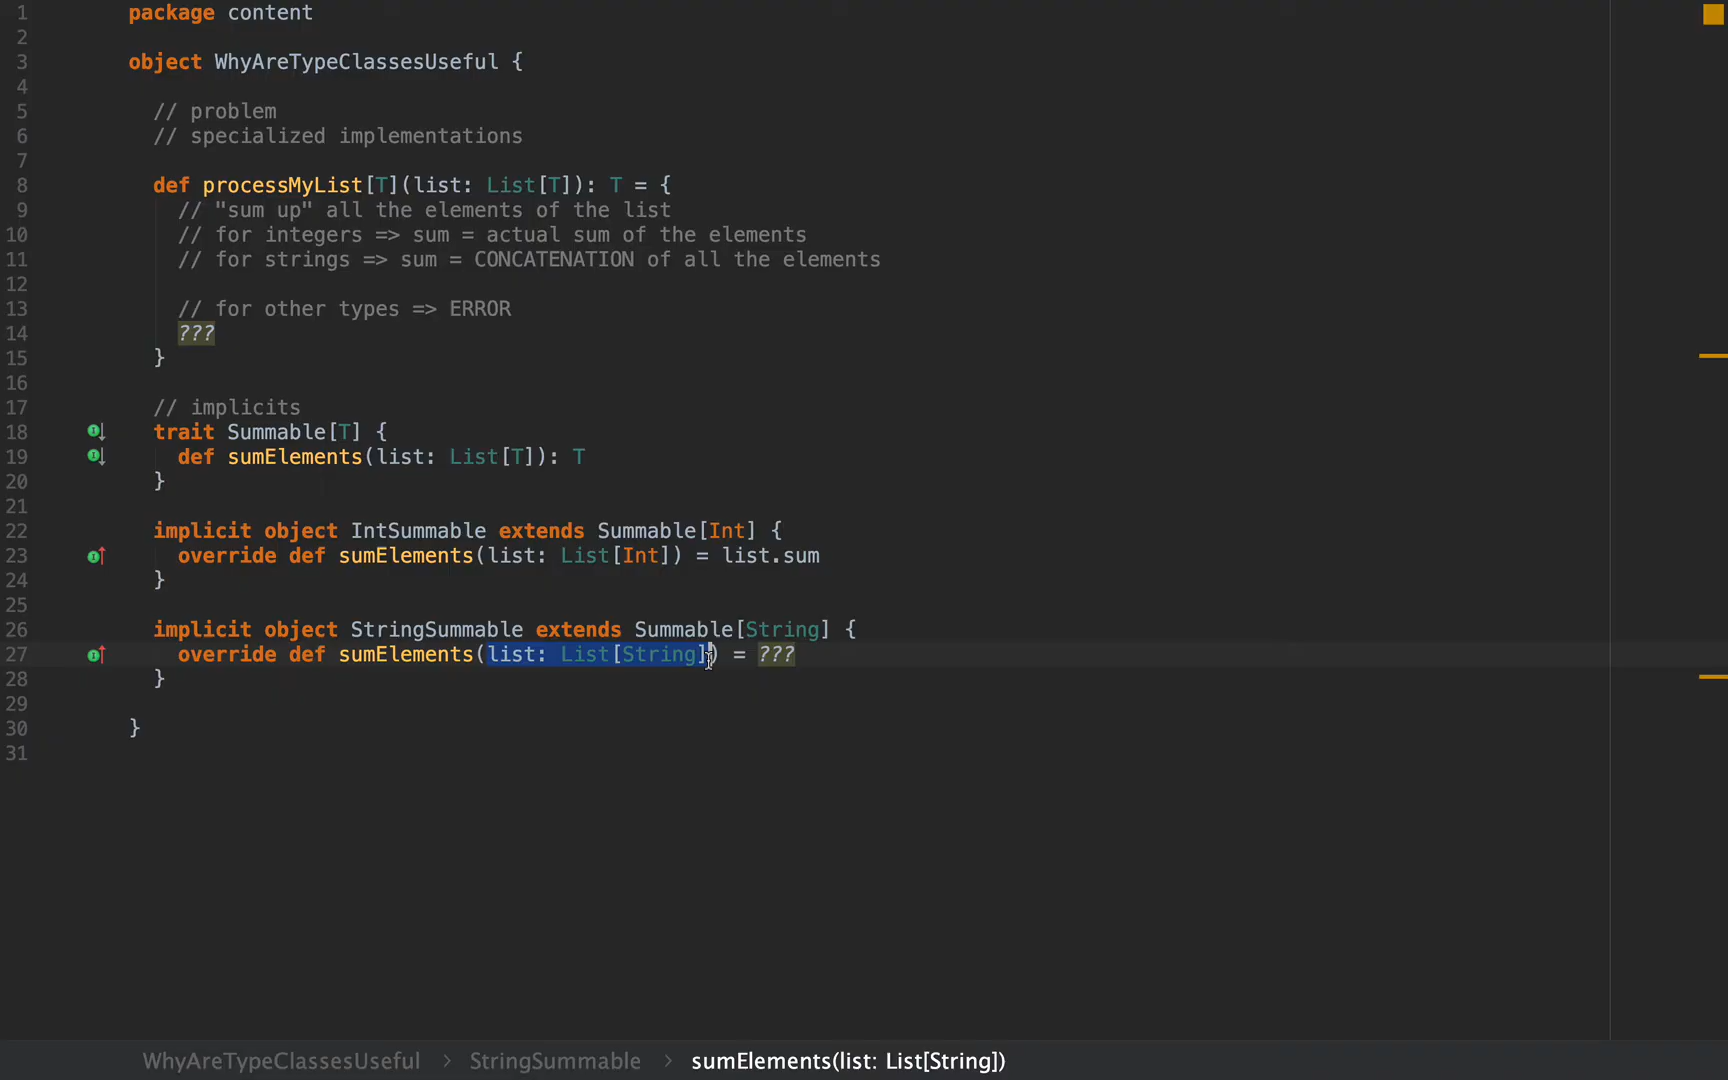 1 package content
2
3 object WhyAreTypeClassesUseful {
4
5 // problem
6 // specialized implementations
7
8 def processMyList[T](list: List[T]): T = {
9 // "sum up" all the elements of the list
10 // for integers => sum = actual sum of the elements
11 // for strings => sum = CONCATENATION of all the elements
12
13 // for other types => ERROR
14 ???
15 }
16
17 // implicits
18 trait Summable[T] {
19 def sumElements(list: List[T]): T
20 }
21
22 implicit object IntSummable extends Summable[Int] {
23 override def sumElements(list: List[Int]) = list.sum
24 }
25
26 implicit object StringSummable extends Summable[String] {
27 override def sumElements(list: List[String]) = ???
28 }
29
30 }
31
WhyAreTypeClassesUseful > StringSummable > sumElements(list: List[String])